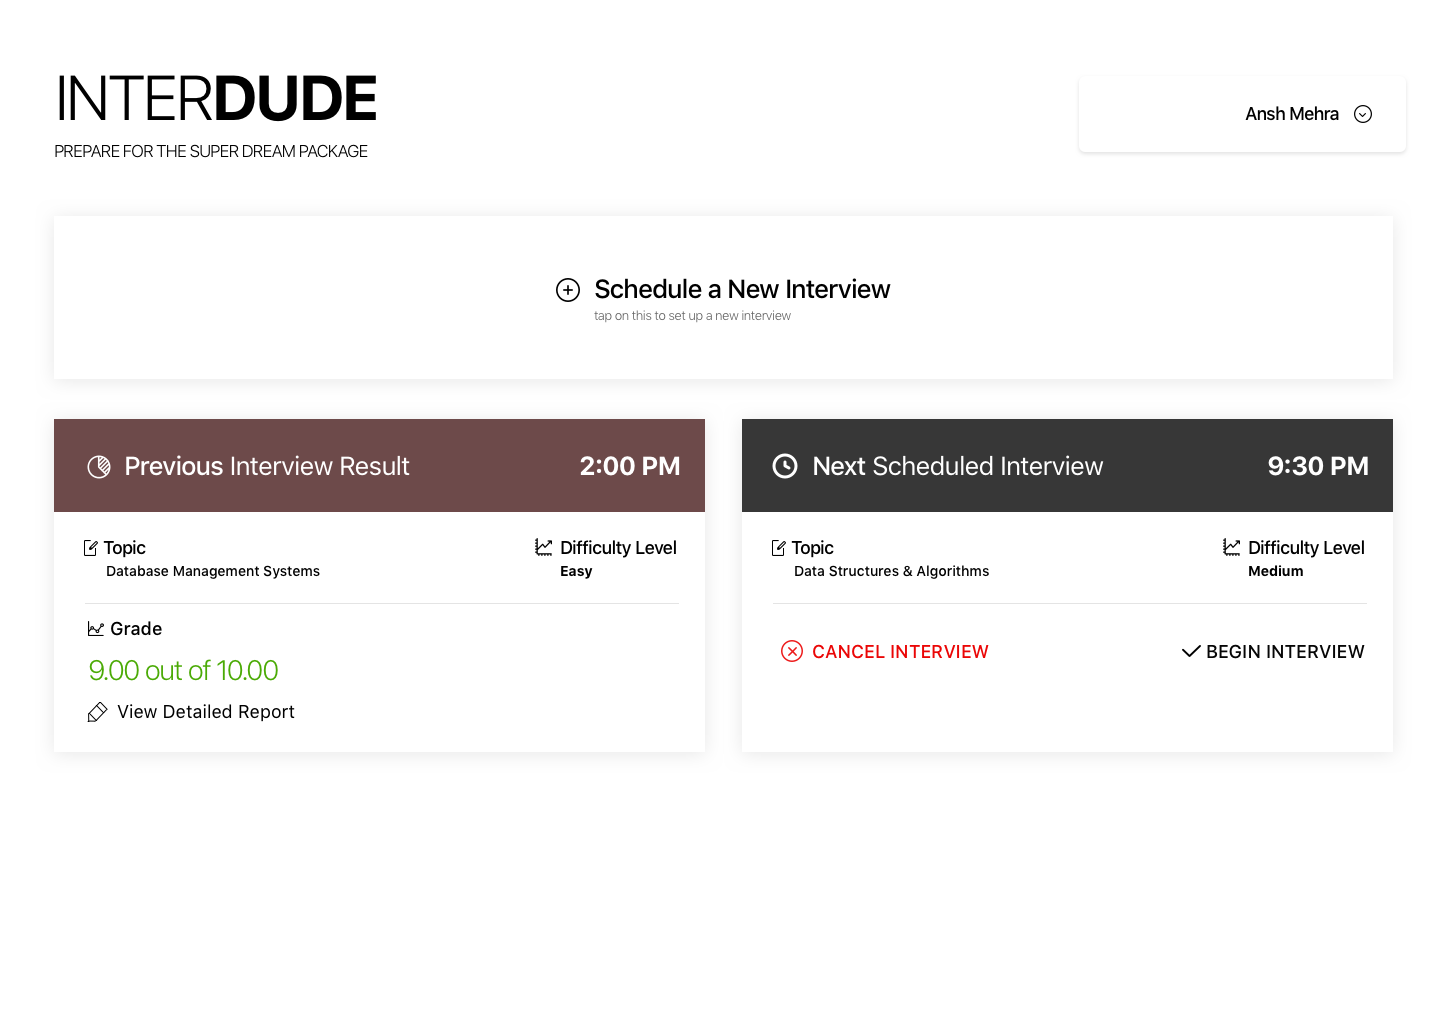 INTERDUDE
PREPARE FOR THE SUPER DREAM PACKAGE
Ansh Mehra
Schedule a New Interview
tap on this to set up a new interview
Previous Interview Result 2:00 PM
Topic
Database Management Systems
Difficulty Level
Easy
Grade
9.00 out of 10.00
View Detailed Report
Next Scheduled Interview 9:30 PM
Topic
Data Structures & Algorithms
Difficulty Level
Medium
CANCEL INTERVIEW
BEGIN INTERVIEW